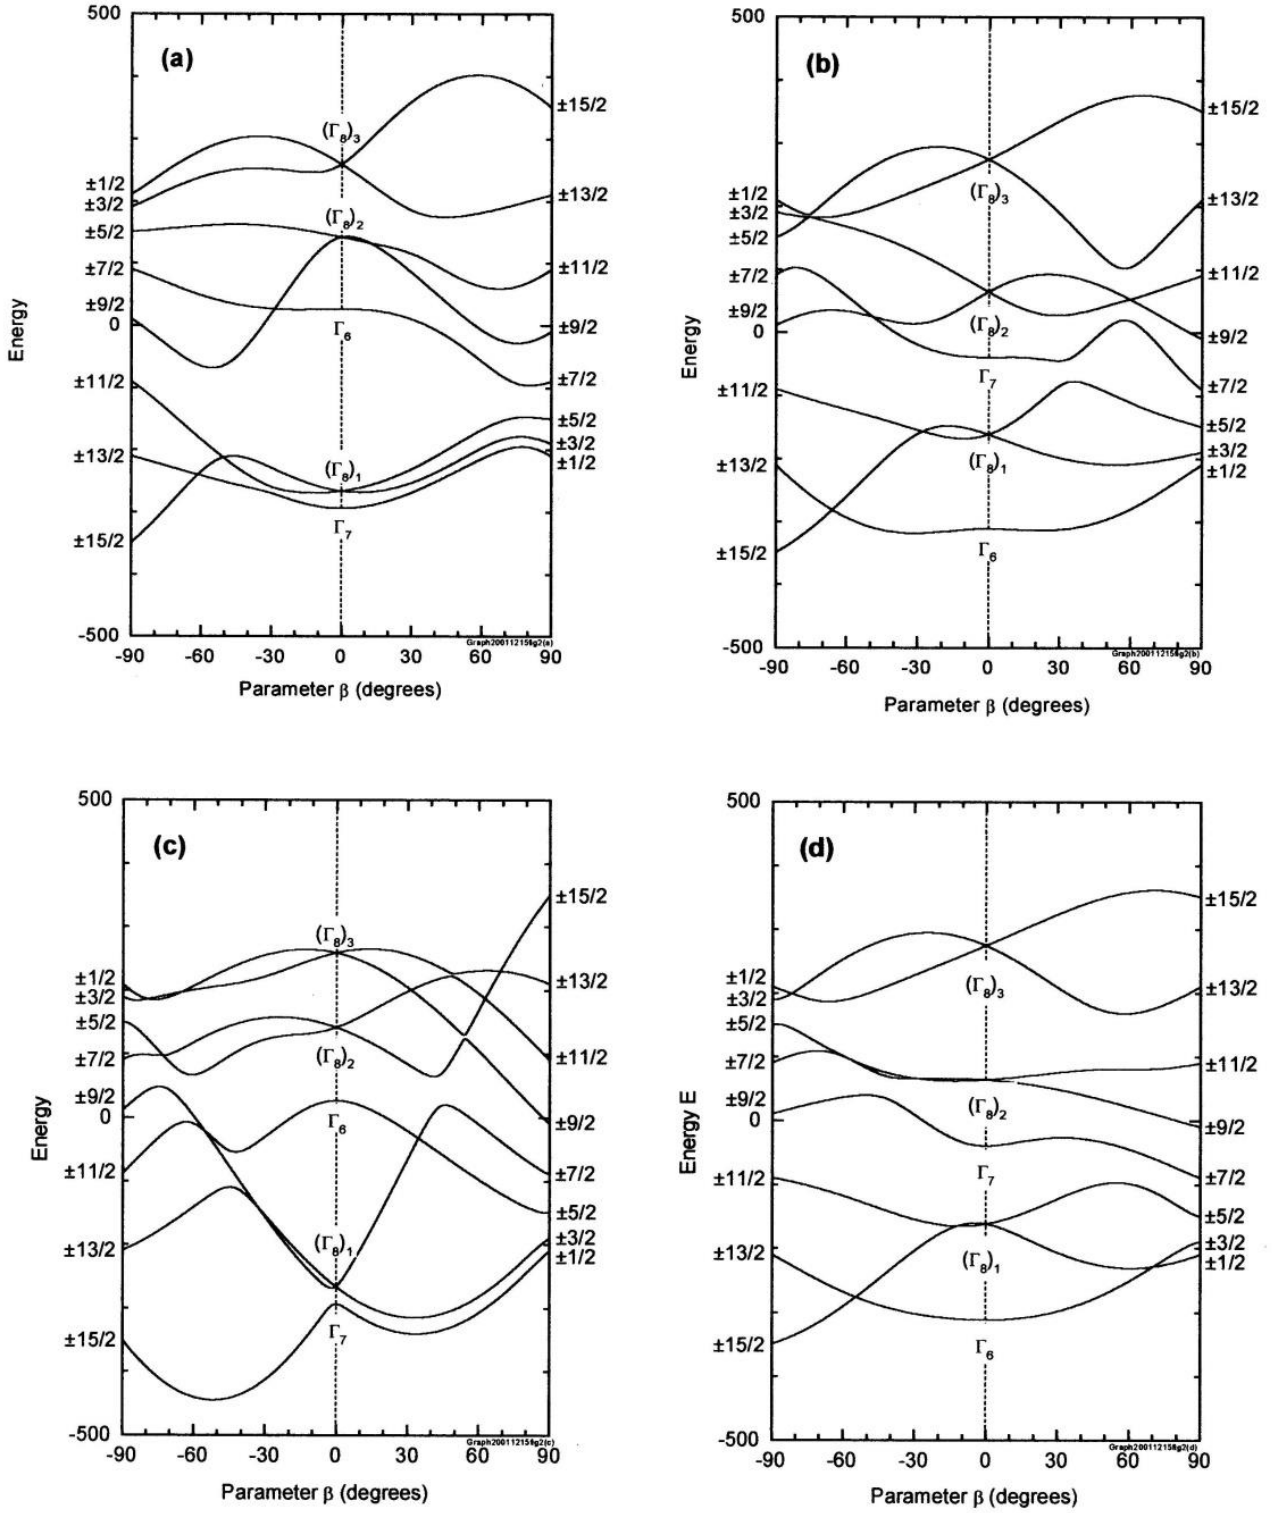 (a)
500
0
-500
Energy
±1/2
±3/2
±5/2
±7/2
±9/2
±11/2
±13/2
±15/2
(Γ8)3
(Γ8)2
Γ6
(Γ8)1
Γ7
±15/2
±13/2
±11/2
±9/2
±7/2
±5/2
±3/2
±1/2
Graph20011215fig2(a)
-90 -60 -30 0 30 60 90
Parameter β (degrees)
(b)
500
0
-500
Energy
±1/2
±3/2
±5/2
±7/2
±9/2
±11/2
±13/2
±15/2
(Γ8)3
(Γ8)2
Γ7
(Γ8)1
Γ6
±15/2
±13/2
±11/2
±9/2
±7/2
±5/2
±3/2
±1/2
-90 -60 -30 0 30 60 90
Parameter β (degrees)
(c)
500
0
-500
Energy
±1/2
±3/2
±5/2
±7/2
±9/2
±11/2
±13/2
±15/2
(Γ8)3
(Γ8)2
Γ6
(Γ8)1
Γ7
±15/2
±13/2
±11/2
±9/2
±7/2
±5/2
±3/2
±1/2
-90 -60 -30 0 30 60 90
Parameter β (degrees)
(d)
500
0
-500
Energy E
±1/2
±3/2
±5/2
±7/2
±9/2
±11/2
±13/2
±15/2
(Γ8)3
(Γ8)2
Γ7
(Γ8)1
Γ6
±15/2
±13/2
±11/2
±9/2
±7/2
±5/2
±3/2
±1/2
-90 -60 -30 0 30 60 90
Parameter β (degrees)